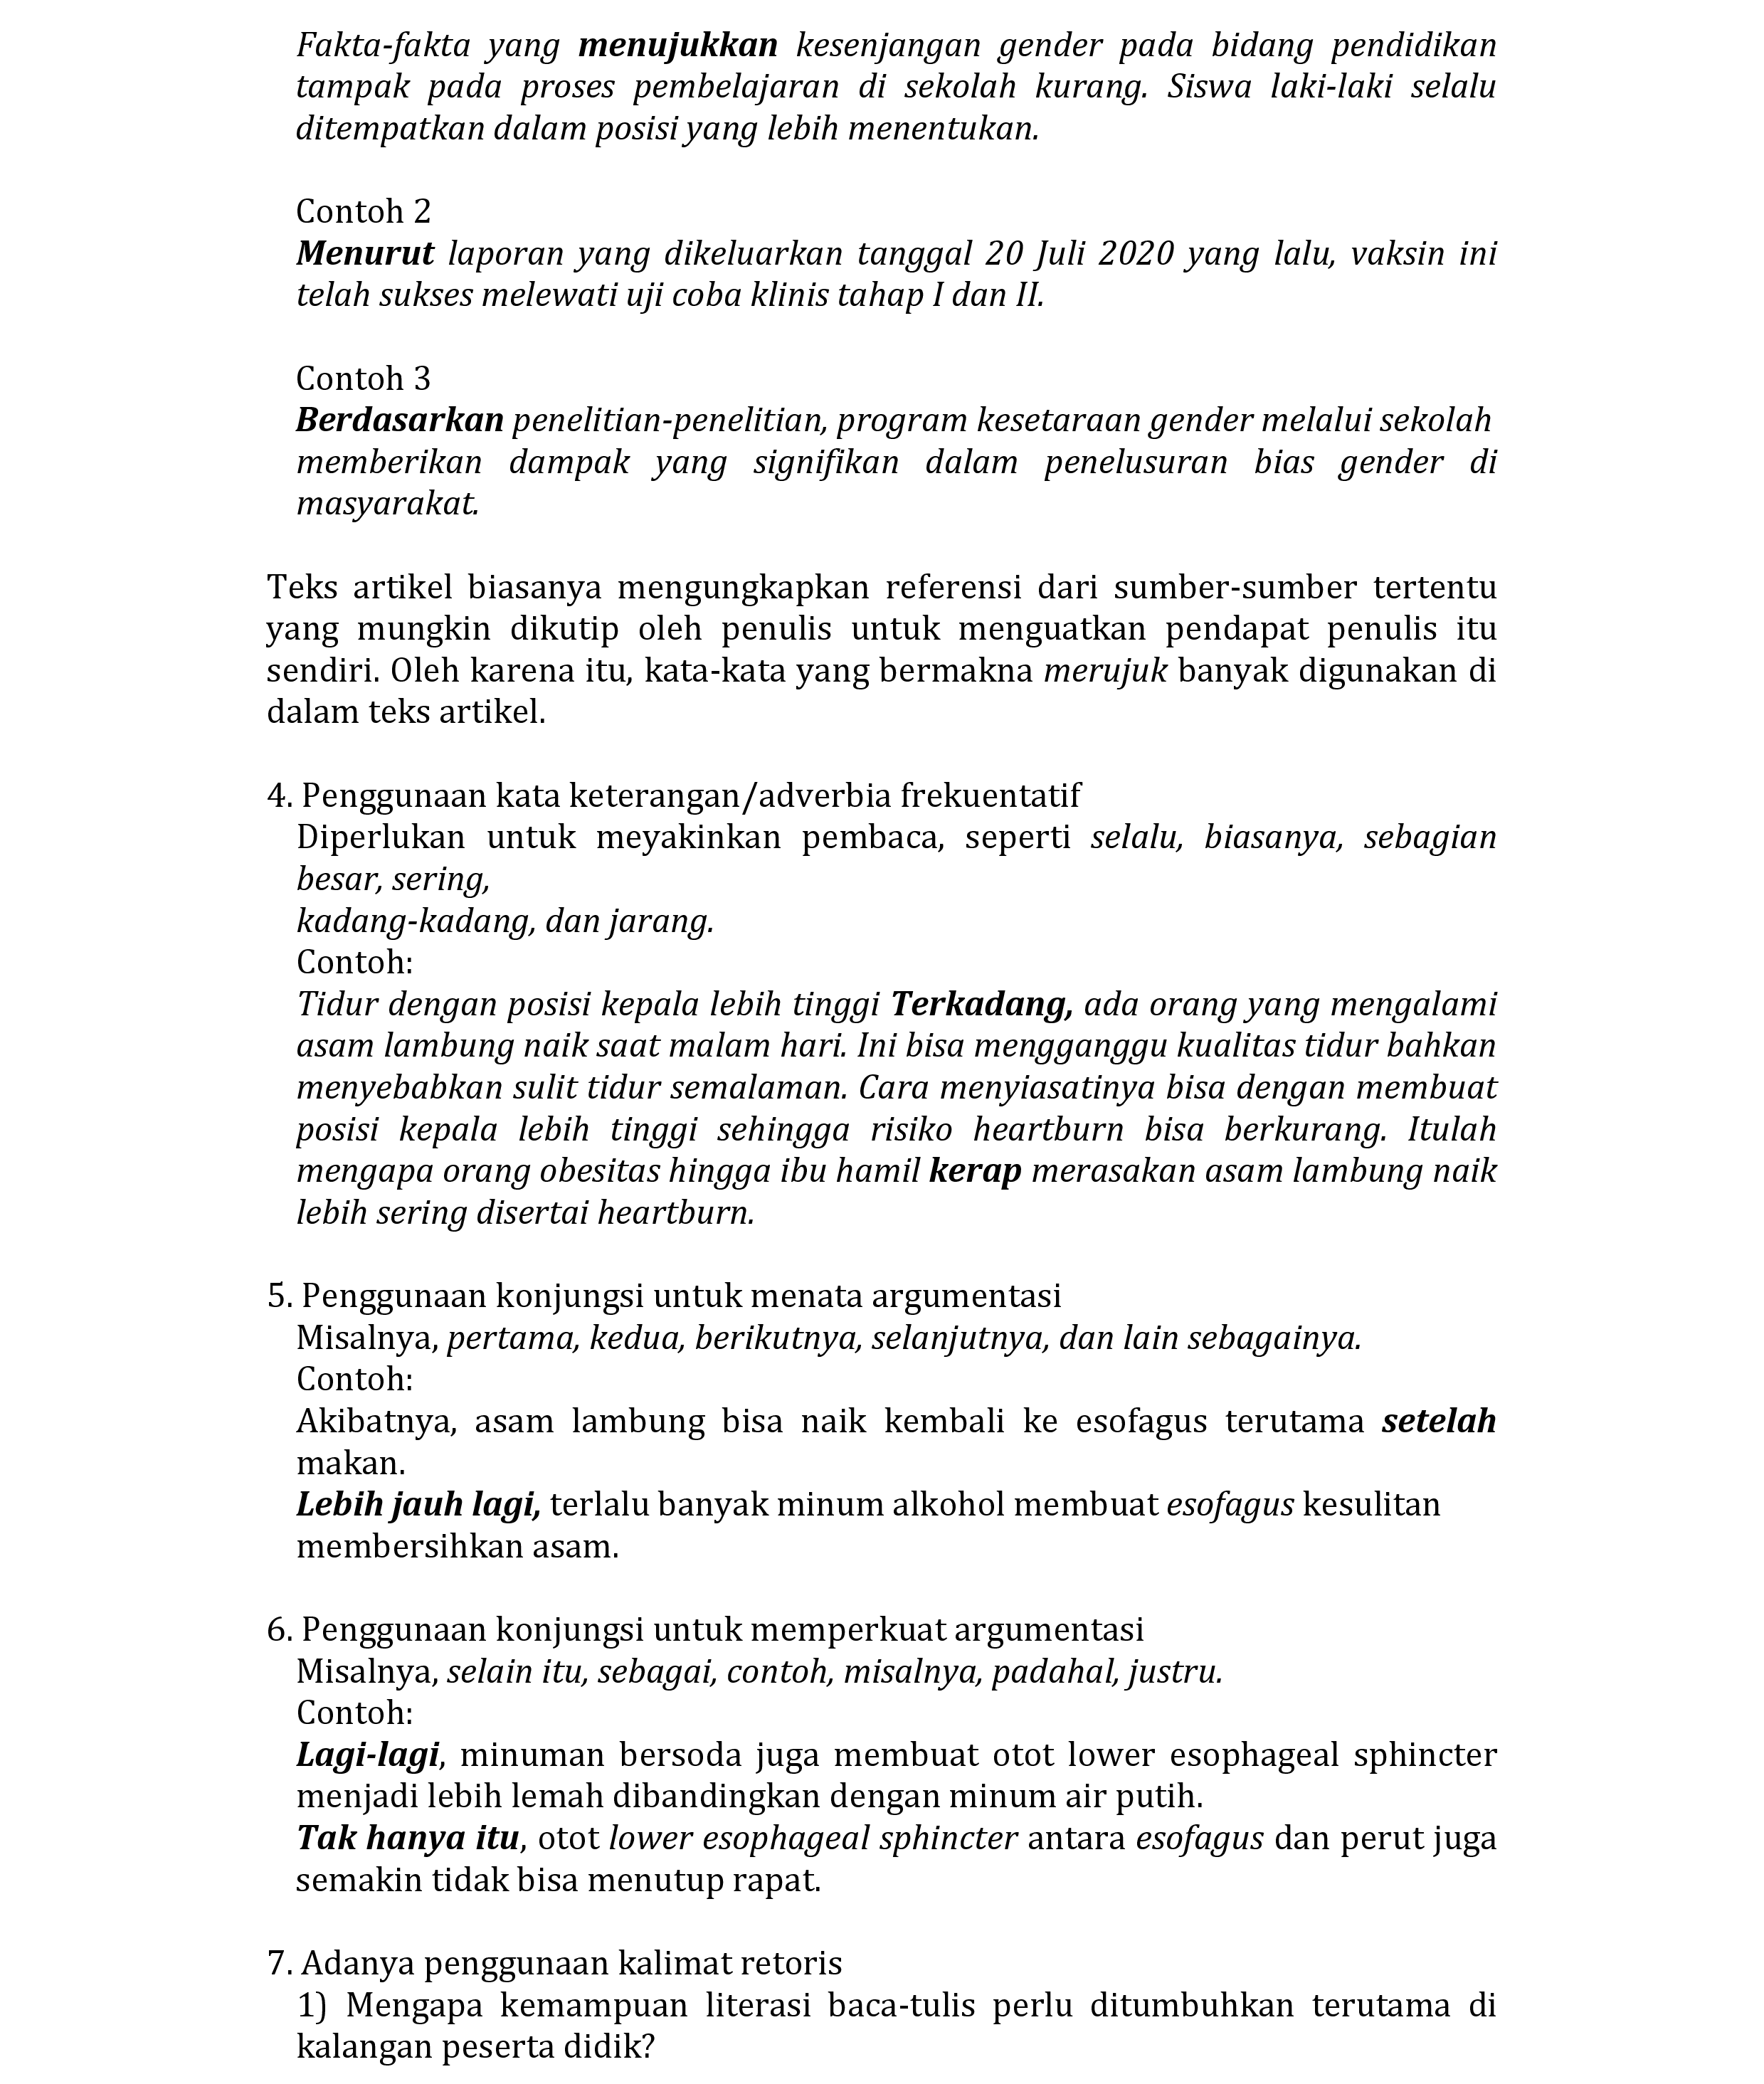 Fakta-fakta yang menujukkan kesenjangan gender pada bidang pendidikan
tampak pada proses pembelajaran di sekolah kurang. Siswa laki-laki selalu
ditempatkan dalam posisi yang lebih menentukan.
Contoh 2
Menurut laporan yang dikeluarkan tanggal 20 Juli 2020 yang lalu, vaksin ini
telah sukses melewati uji coba klinis tahap I dan II.
Contoh 3
Berdasarkan penelitian-penelitian, program kesetaraan gender melalui sekolah
memberikan dampak yang signifikan dalam penelusuran bias gender di
masyarakat.
Teks artikel biasanya mengungkapkan referensi dari sumber-sumber tertentu
yang mungkin dikutip oleh penulis untuk menguatkan pendapat penulis itu
sendiri. Oleh karena itu, kata-kata yang bermakna merujuk banyak digunakan di
dalam teks artikel.
4. Penggunaan kata keterangan/adverbia frekuentatif
Diperlukan untuk meyakinkan pembaca, seperti selalu, biasanya, sebagian
besar, sering,
kadang-kadang, dan jarang.
Contoh:
Tidur dengan posisi kepala lebih tinggi Terkadang, ada orang yang mengalami
asam lambung naik saat malam hari. Ini bisa mengganggu kualitas tidur bahkan
menyebabkan sulit tidur semalaman. Cara menyiasatinya bisa dengan membuat
posisi kepala lebih tinggi sehingga risiko heartburn bisa berkurang. Itulah
mengapa orang obesitas hingga ibu hamil kerap merasakan asam lambung naik
lebih sering disertai heartburn.
5. Penggunaan konjungsi untuk menata argumentasi
Misalnya, pertama, kedua, berikutnya, selanjutnya, dan lain sebagainya.
Contoh:
Akibatnya, asam lambung bisa naik kembali ke esofagus terutama setelah
makan.
Lebih jauh lagi, terlalu banyak minum alkohol membuat esofagus kesulitan
membersihkan asam.
6. Penggunaan konjungsi untuk memperkuat argumentasi
Misalnya, selain itu, sebagai, contoh, misalnya, padahal, justru.
Contoh:
Lagi-lagi, minuman bersoda juga membuat otot lower esophageal sphincter
menjadi lebih lemah dibandingkan dengan minum air putih.
Tak hanya itu, otot lower esophageal sphincter antara esofagus dan perut juga
semakin tidak bisa menutup rapat.
7. Adanya penggunaan kalimat retoris
1) Mengapa kemampuan literasi baca-tulis perlu ditumbuhkan terutama di
kalangan peserta didik?